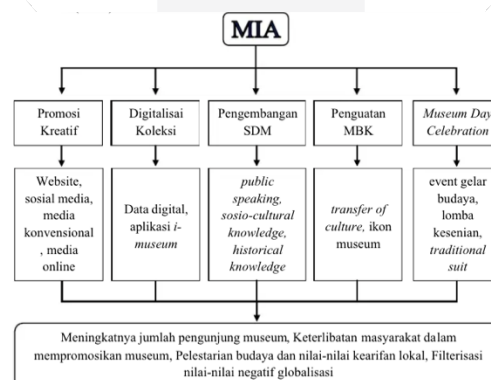 MIA
Promosi
Kreatif
Digitalisai
Koleksi
Pengembangan
SDM
Penguatan
MBK
Museum Day
Celebration
Website,
sosial media,
media
konvensional
, media
online
Data digital,
aplikasi i-
museum
public
speaking,
sosio-cultural
knowledge,
historical
knowledge
transfer of
culture, ikon
museum
event gelar
budaya,
lomba
kesenian,
traditional
suit
Meningkatnya jumlah pengunjung museum, Keterlibatan masyarakat dalam
mempromosikan museum, Pelestarian budaya dan nilai-nilai kearifan lokal, Filterisasi
nilai-nilai negatif globalisasi